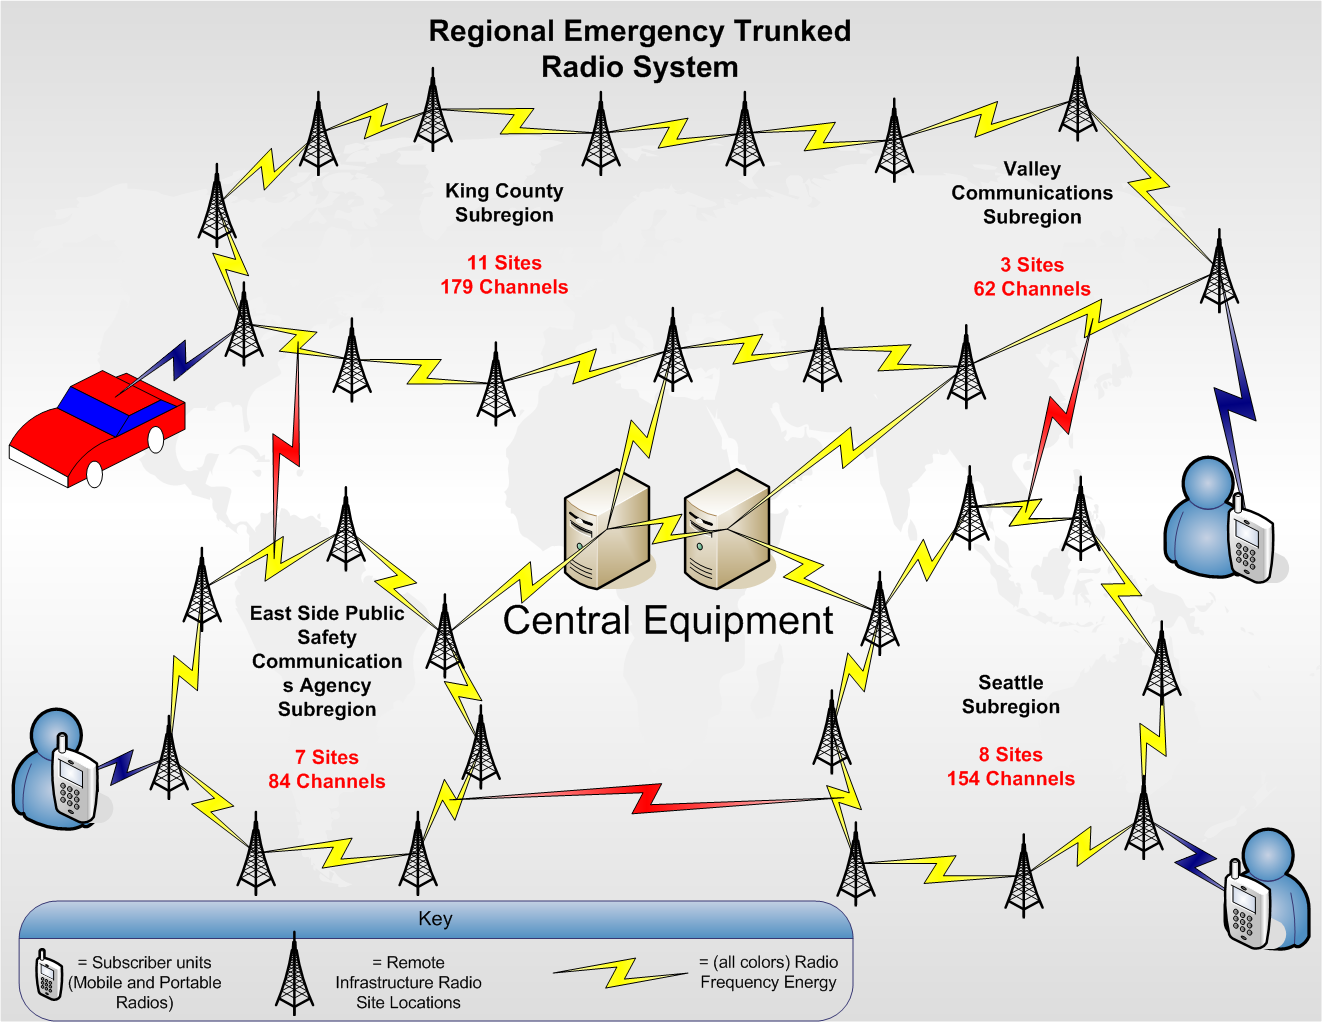 Regional Emergency Trunked
Radio System
King County
Subregion
11 Sites
179 Channels
Valley
Communications
Subregion
3 Sites
62 Channels
Central Equipment
East Side Public
Safety
Communication
s Agency
Subregion
7 Sites
84 Channels
Seattle
Subregion
8 Sites
154 Channels
Key
= Subscriber units
(Mobile and Portable
Radios)
= Remote
Infrastructure Radio
Site Locations
= (all colors) Radio
Frequency Energy